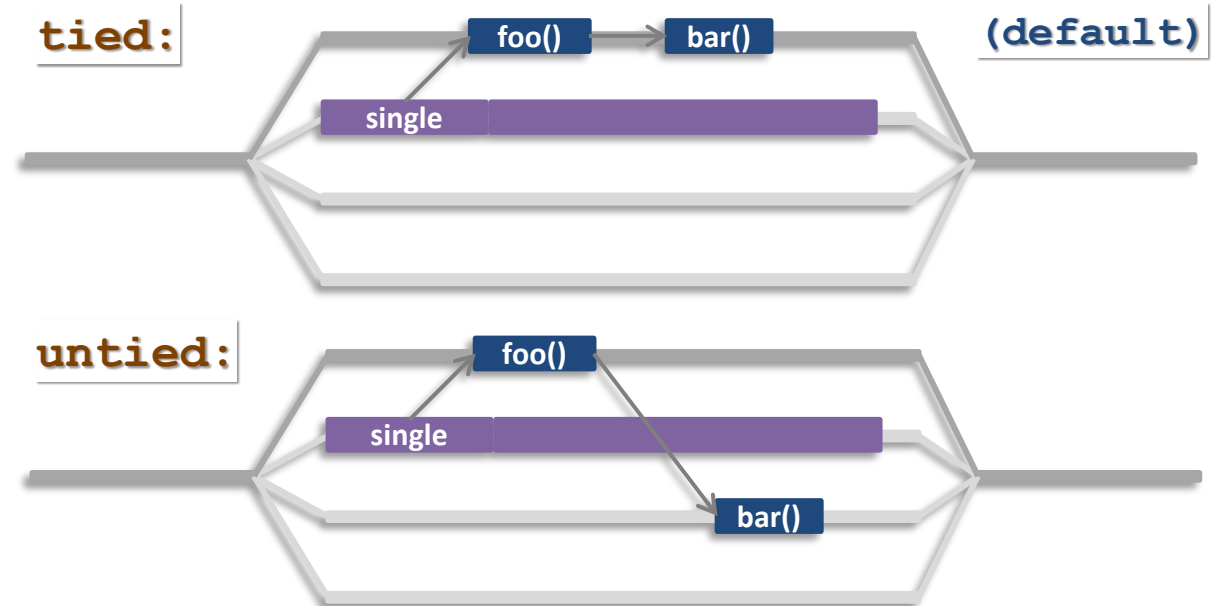 tied:
foo()
bar()
(default)
single
untied:
foo()
single
bar()